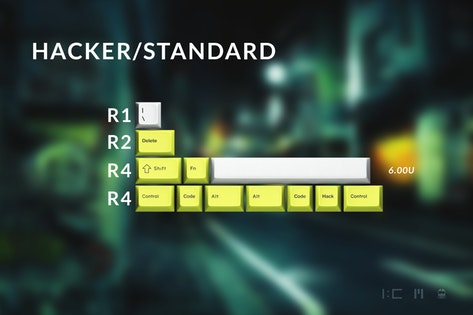 HACKER/STANDARD
R1 | \
R2 Delete
R4 Shift Fn 6.00U
R4 Control Code Alt Alt Code Hack Control